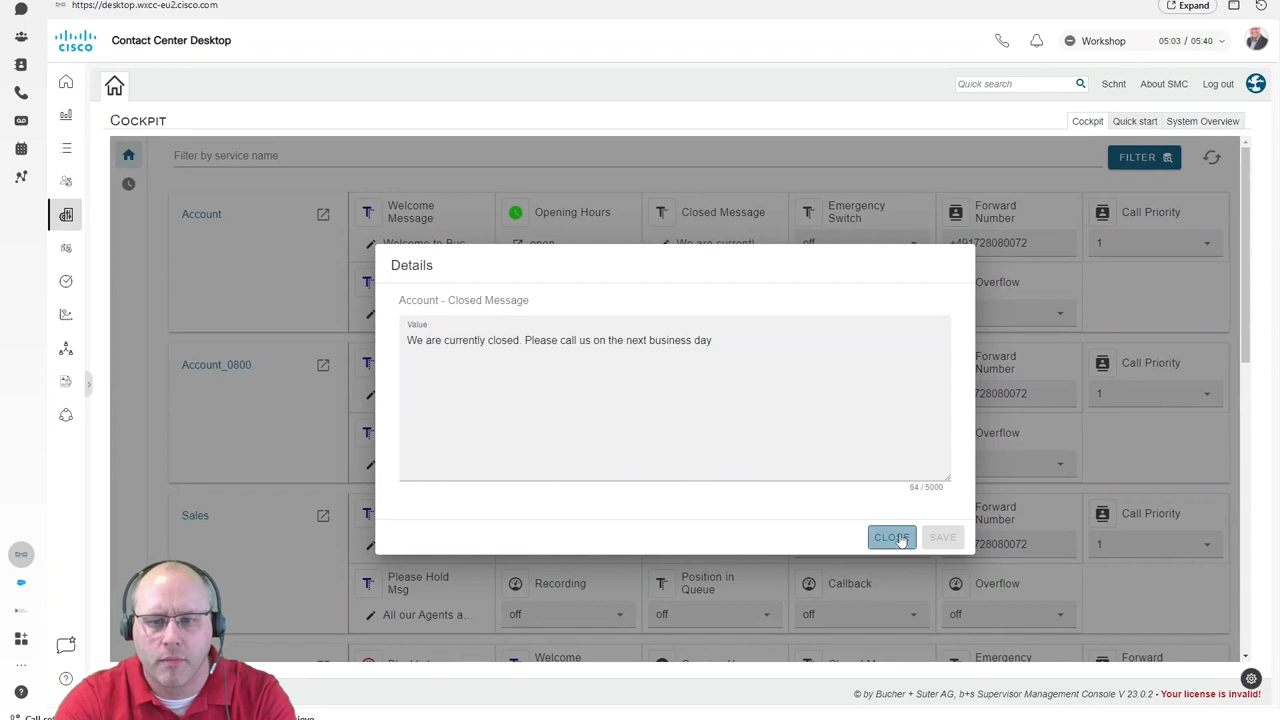 https://desktop.wxcc-eu2.cisco.com
Expand
CISCO
Contact Center Desktop
Workshop
05:03 / 05:40
Quick search
Schnt
About SMC
Log out
COCKPIT
Cockpit
Quick start
System Overview
Filter by service name
FILTER
Account
Welcome Message
Opening Hours
Closed Message
Emergency Switch
Forward Number
Call Priority
Welcome to Buc...
open
We are currentl...
off
+491728080072
1
Overflow
Details
Account - Closed Message
Value
We are currently closed. Please call us on the next business day
64 / 5000
CLOSE
SAVE
Account_0800
Forward Number
Call Priority
728080072
1
Overflow
Sales
Forward Number
Call Priority
728080072
1
Please Hold Msg
Recording
Position in Queue
Callback
Overflow
All our Agents a...
off
off
off
off
Welcome
Emergency
Forward
© by Bucher + Suter AG, b+s Supervisor Management Console V 23.0.2 - Your license is invalid!